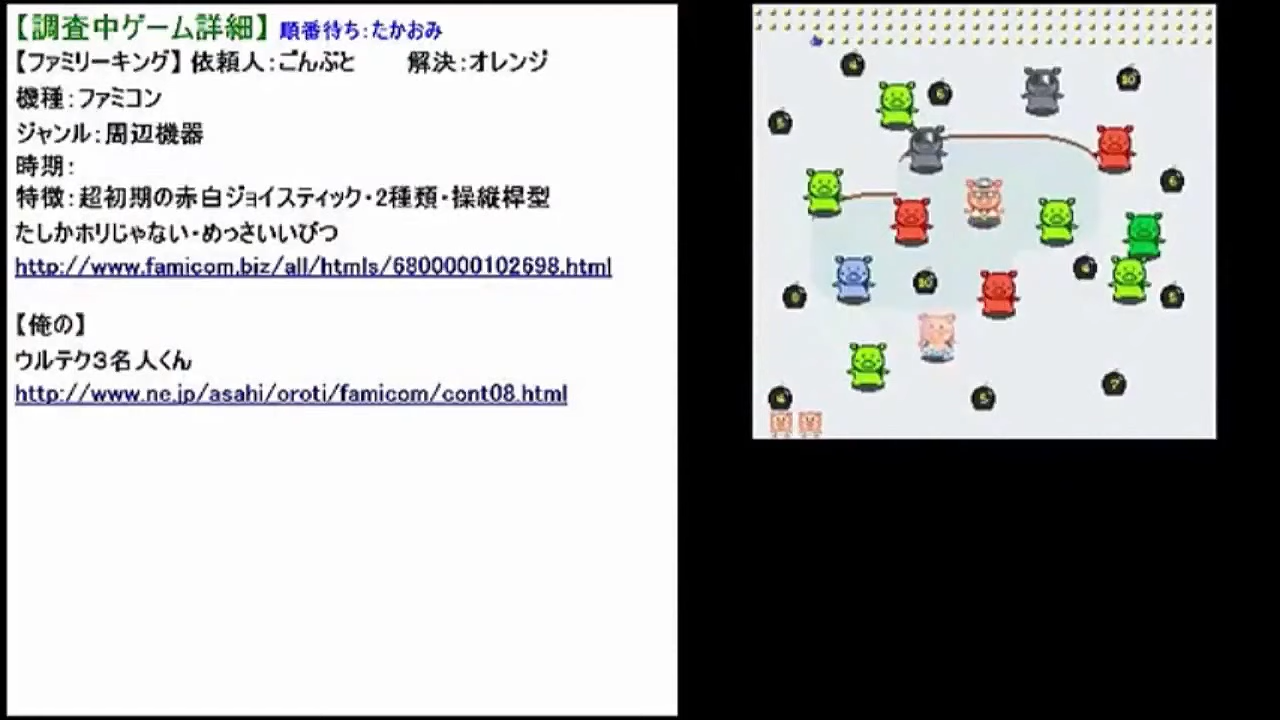 【調査中ゲーム詳細】 順番待ち：たかおみ
【ファミリーキング】 依頼人：ごんぶと　　解決：オレンジ
機種：ファミコン
ジャンル：周辺機器
時期：
特徴：超初期の赤白ジョイスティック・2種類・操縦桿型
たしかホリじゃない・めっさいいびつ
http://www.famicom.biz/all/htmls/6800000102698.html
【俺の】
ウルテク３名人くん
http://www.ne.jp/asahi/oroti/famicom/cont08.html